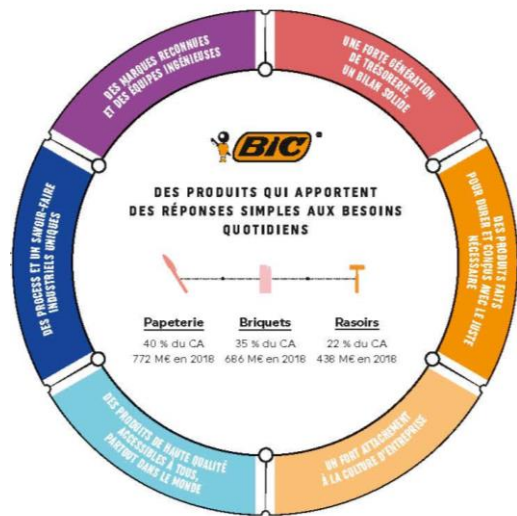 DES MARQUES RECONNUES
ET DES ÉQUIPES INGÉNIEUSES
UNE FORTE GÉNÉRATION
DE TRÉSORERIE,
UN BILAN SOLIDE
BIC
DES PRODUITS QUI APPORTENT
DES RÉPONSES SIMPLES AUX BESOINS
QUOTIDIENS
DES PROCESS ET UN SAVOIR-FAIRE
INDUSTRIELS UNIQUES
DES PRODUITS FAITS
POUR DURER ET CONÇUS AVEC LE JUSTE
NÉCESSAIRE
Papeterie Briquets Rasoirs
40 % du CA 35 % du CA 22 % du CA
772 M€ en 2018 686 M€ en 2018 438 M€ en 2018
DES PRODUITS DE HAUTE QUALITÉ
ACCESSIBLES À TOUS,
PARTOUT DANS LE MONDE
UN FORT ATTACHEMENT
À LA CULTURE D'ENTREPRISE